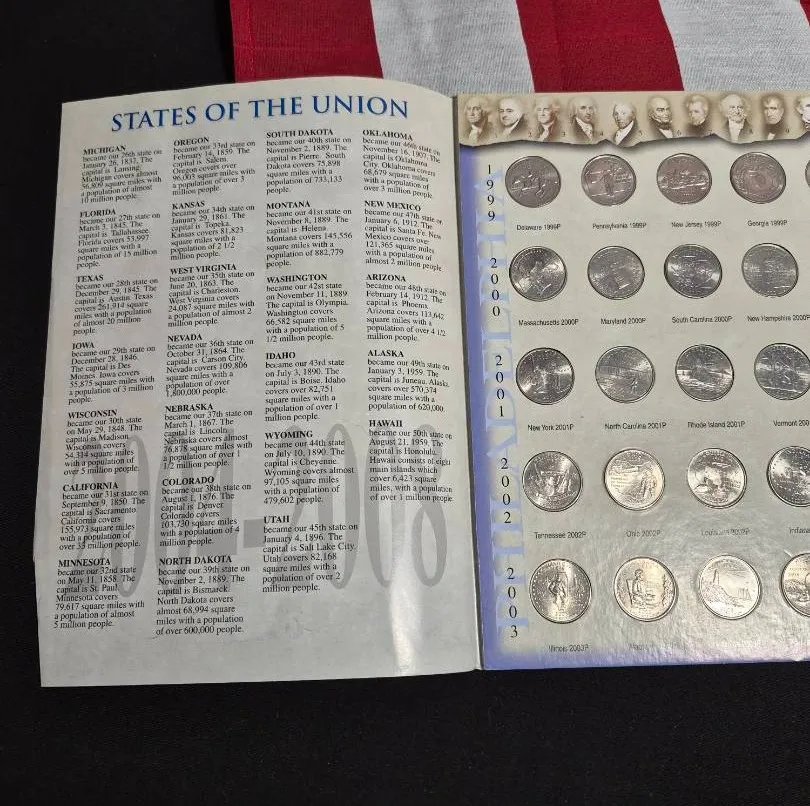 STATES OF THE UNION
MICHIGAN
became our 26th state on
January 26, 1837. The
capital is Lansing.
Michigan covers almost
56,809 square miles with
a population of almost
10 million people.
FLORIDA
became our 27th state on
March 3, 1845. The
capital is Tallahassee.
Florida covers 53,997
square miles with a
population of 15 million
people.
TEXAS
became our 28th state on
December 29, 1845. The
capital is Austin. Texas
covers 261,914 square
miles with a population
of almost 20 million
people.
IOWA
became our 29th state on
December 28, 1846.
The capital is Des
Moines. Iowa covers
55,875 square miles with
a population of 3 million
people.
WISCONSIN
became our 30th state
on May 29, 1848. The
capital is Madison.
Wisconsin covers
54,314 square miles
with a population of
over 5 million people.
CALIFORNIA
became our 31st state on
September 9, 1850. The
capital is Sacramento.
California covers
155,973 square miles
with a population of
over 35 million people.
MINNESOTA
became our 32nd state
on May 11, 1858. The
capital is St. Paul.
Minnesota covers
79,617 square miles with
a population of almost
5 million people.
OREGON
became our 33rd state on
February 14, 1859. The
capital is Salem.
Oregon covers over
96,003 square miles with
a population of over 3
million people.
KANSAS
became our 34th state on
January 29, 1861. The
capital is Topeka.
Kansas covers 81,823
square miles with a
population of 2 1/2
million people.
WEST VIRGINIA
became our 35th state on
June 20, 1863. The
capital is Charleston.
West Virginia covers
24,087 square miles with
a population of almost 2
million people.
NEVADA
became our 36th state on
October 31, 1864. The
capital is Carson City.
Nevada covers 109,806
square miles with a
population of over
1,800,000 people.
NEBRASKA
became our 37th state on
March 1, 1867. The
capital is Lincoln.
Nebraska covers almost
76,878 square miles with
a population of over 1
1/2 million people.
COLORADO
became our 38th state on
August 1, 1876. The
capital is Denver.
Colorado covers
103,730 square miles
with a population of 4
million people.
NORTH DAKOTA
became our 39th state on
November 2, 1889. The
capital is Bismarck.
North Dakota covers
almost 68,994 square
miles with a population
of over 600,000 people.
SOUTH DAKOTA
became our 40th state on
November 2, 1889. The
capital is Pierre. South
Dakota covers 75,898
square miles with a
population of 733,133
people.
MONTANA
became our 41st state on
November 8, 1889. The
capital is Helena.
Montana covers 145,556
square miles with a
population of 882,779
people.
WASHINGTON
became our 42st state
on November 11, 1889.
The capital is Olympia.
Washington covers
66,582 square miles
with a population of 5
1/2 million people.
IDAHO
became our 43rd state
on July 3, 1890. The
capital is Boise. Idaho
covers over 82,751
square miles with a
population of over 1
million people.
WYOMING
became our 44th state
on July 10, 1890. The
capital is Cheyenne.
Wyoming covers almost
97,105 square miles
with a population of
479,602 people.
UTAH
became our 45th state on
January 4, 1896. The
capital is Salt Lake City.
Utah covers 82,168
square miles with a
population of over 2
million people.
OKLAHOMA
became our 46th state on
November 16, 1907. The
capital is Oklahoma
City. Oklahoma covers
68,679 square miles with
a population of
over 3 million people.
NEW MEXICO
became our 47th state on
January 6, 1912. The
capital is Santa Fe. New
Mexico covers over
121,365 square miles
with a population of
almost 2 million people
ARIZONA
became our 48th state on
February 14, 1912. The
capital is Phoenix.
Arizona covers 113,642
square miles with a
population of over 4 1/2
million people.
ALASKA
became our 49th state on
January 3, 1959. The
capital is Juneau. Alaska
covers over 570,374
square miles with a
population of 620,000.
HAWAII
became our 50th state on
August 21, 1959. The
capital is Honolulu.
Hawaii consists of eight
main islands which
cover 6,423 square
miles, with a population
of over 1 million people
PHILADELPHIA
1999
Delaware 1999P
Pennsylvania 1999P
New Jersey 1999P
Georgia 1999P
2000
Massachusetts 2000P
Maryland 2000P
South Carolina 2000P
New Hampshire 2000P
2001
New York 2001P
North Carolina 2001P
Rhode Island 2001P
Vermont 200
2002
Tennessee 2002P
Ohio 2002P
Louisiana 2002P
Indiana
2003
Illinois 2003P